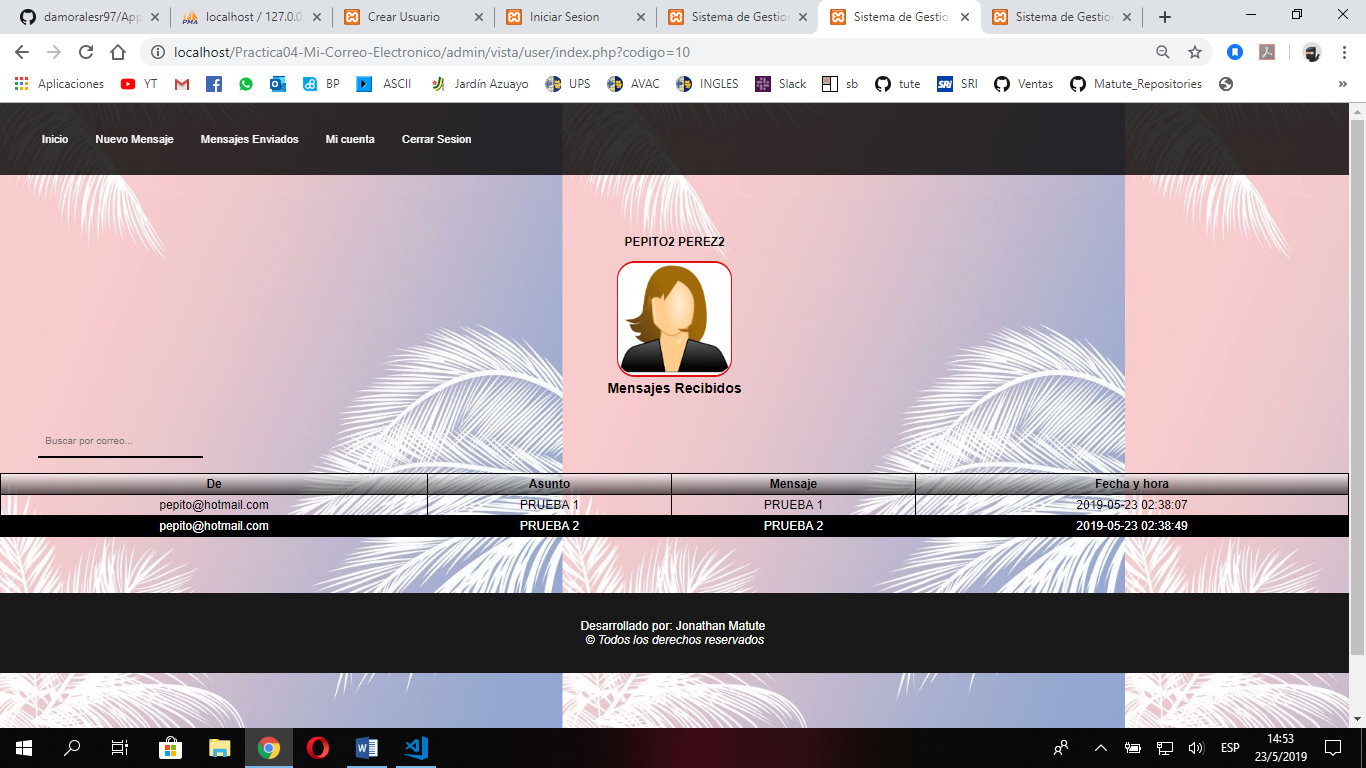 damoralesr97/App
localhost / 127.0.0.
Crear Usuario
Iniciar Sesion
Sistema de Gestion
Sistema de Gestion
Sistema de Gestion
localhost/Practica04-Mi-Correo-Electronico/admin/vista/user/index.php?codigo=10
Aplicaciones YT BP ASCII Jardín Azuayo UPS AVAC INGLES Slack sb tute SRI Ventas Matute_Repositories »
Inicio Nuevo Mensaje Mensajes Enviados Mi cuenta Cerrar Sesion
PEPITO2 PEREZ2
Mensajes Recibidos
Buscar por correo...
De Asunto Mensaje Fecha y hora
pepito@hotmail.com PRUEBA 1 PRUEBA 1 2019-05-23 02:38:07
pepito@hotmail.com PRUEBA 2 PRUEBA 2 2019-05-23 02:38:49
Desarrollado por: Jonathan Matute
© Todos los derechos reservados
ESP
14:53
23/5/2019